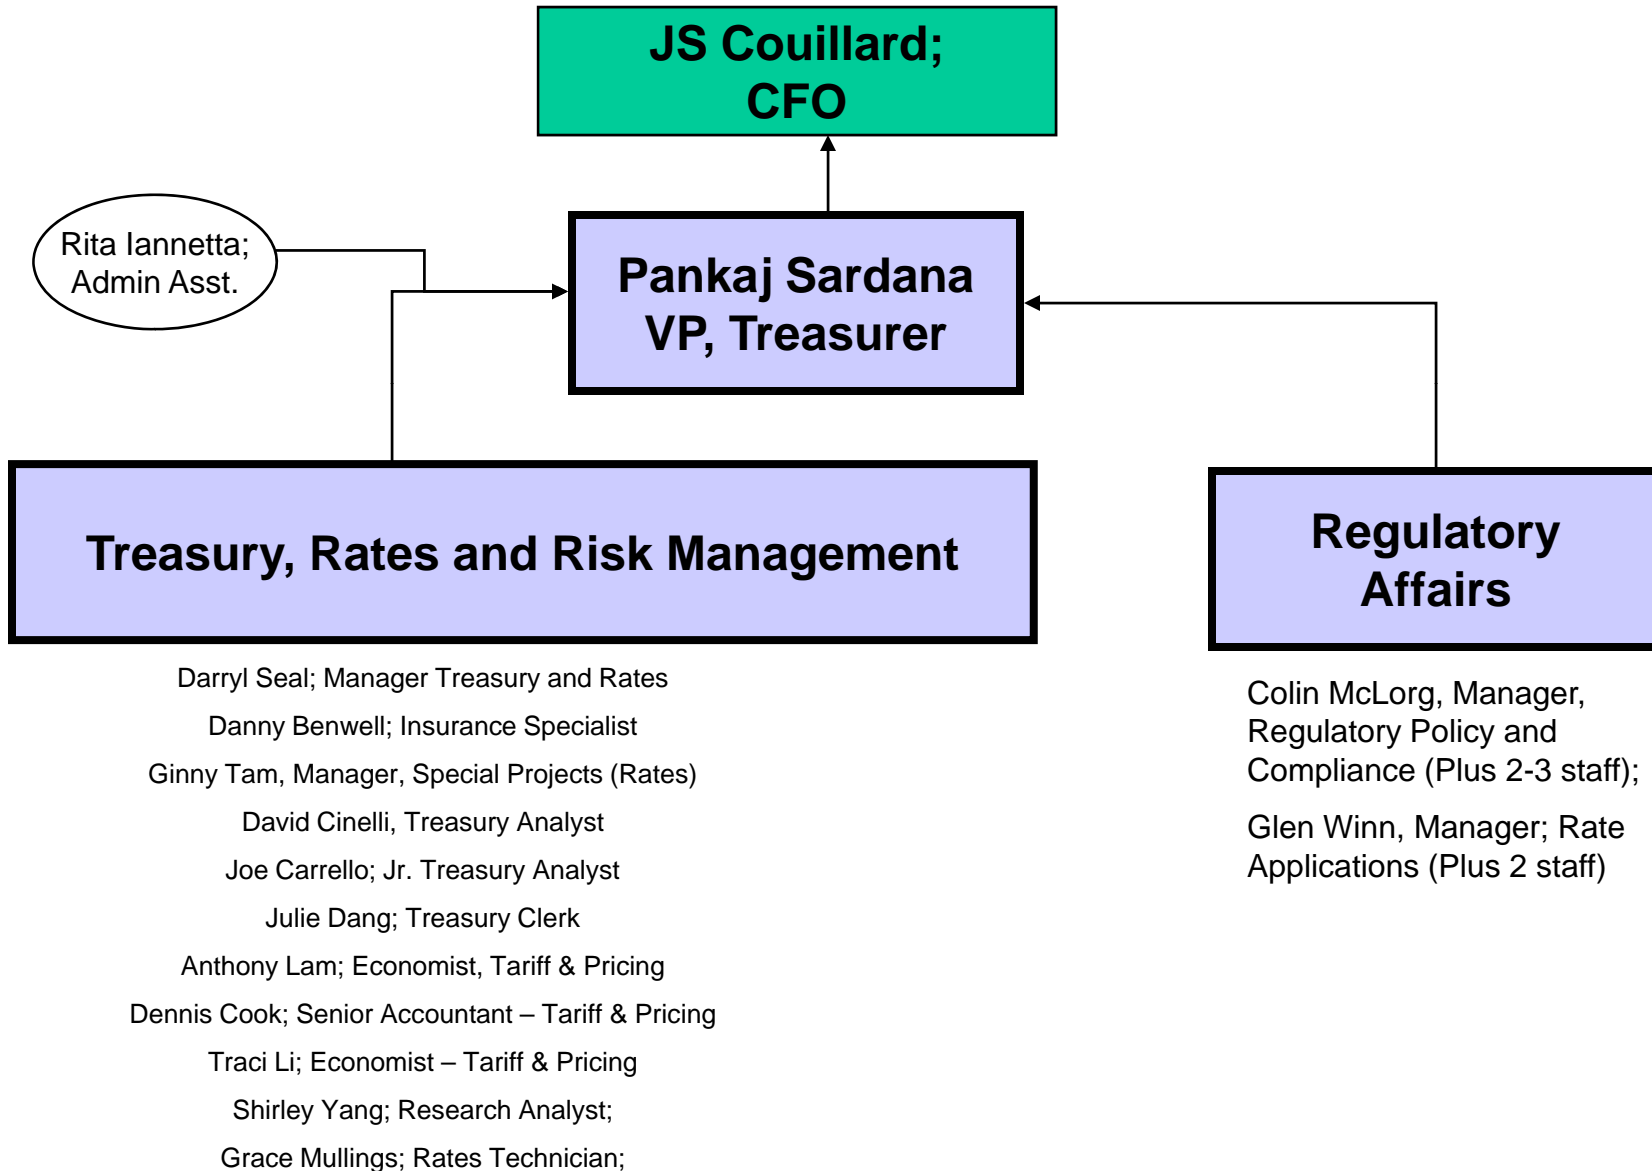 JS Couillard;
CFO
Rita Iannetta;
Admin Asst.
Pankaj Sardana
VP, Treasurer
Treasury, Rates and Risk Management
Regulatory
Affairs
Darryl Seal; Manager Treasury and Rates
Danny Benwell; Insurance Specialist
Ginny Tam, Manager, Special Projects (Rates)
David Cinelli, Treasury Analyst
Joe Carrello; Jr. Treasury Analyst
Julie Dang; Treasury Clerk
Anthony Lam; Economist, Tariff & Pricing
Dennis Cook; Senior Accountant – Tariff & Pricing
Traci Li; Economist – Tariff & Pricing
Shirley Yang; Research Analyst;
Grace Mullings; Rates Technician;
Colin McLorg, Manager,
Regulatory Policy and
Compliance (Plus 2-3 staff);
Glen Winn, Manager; Rate
Applications (Plus 2 staff)